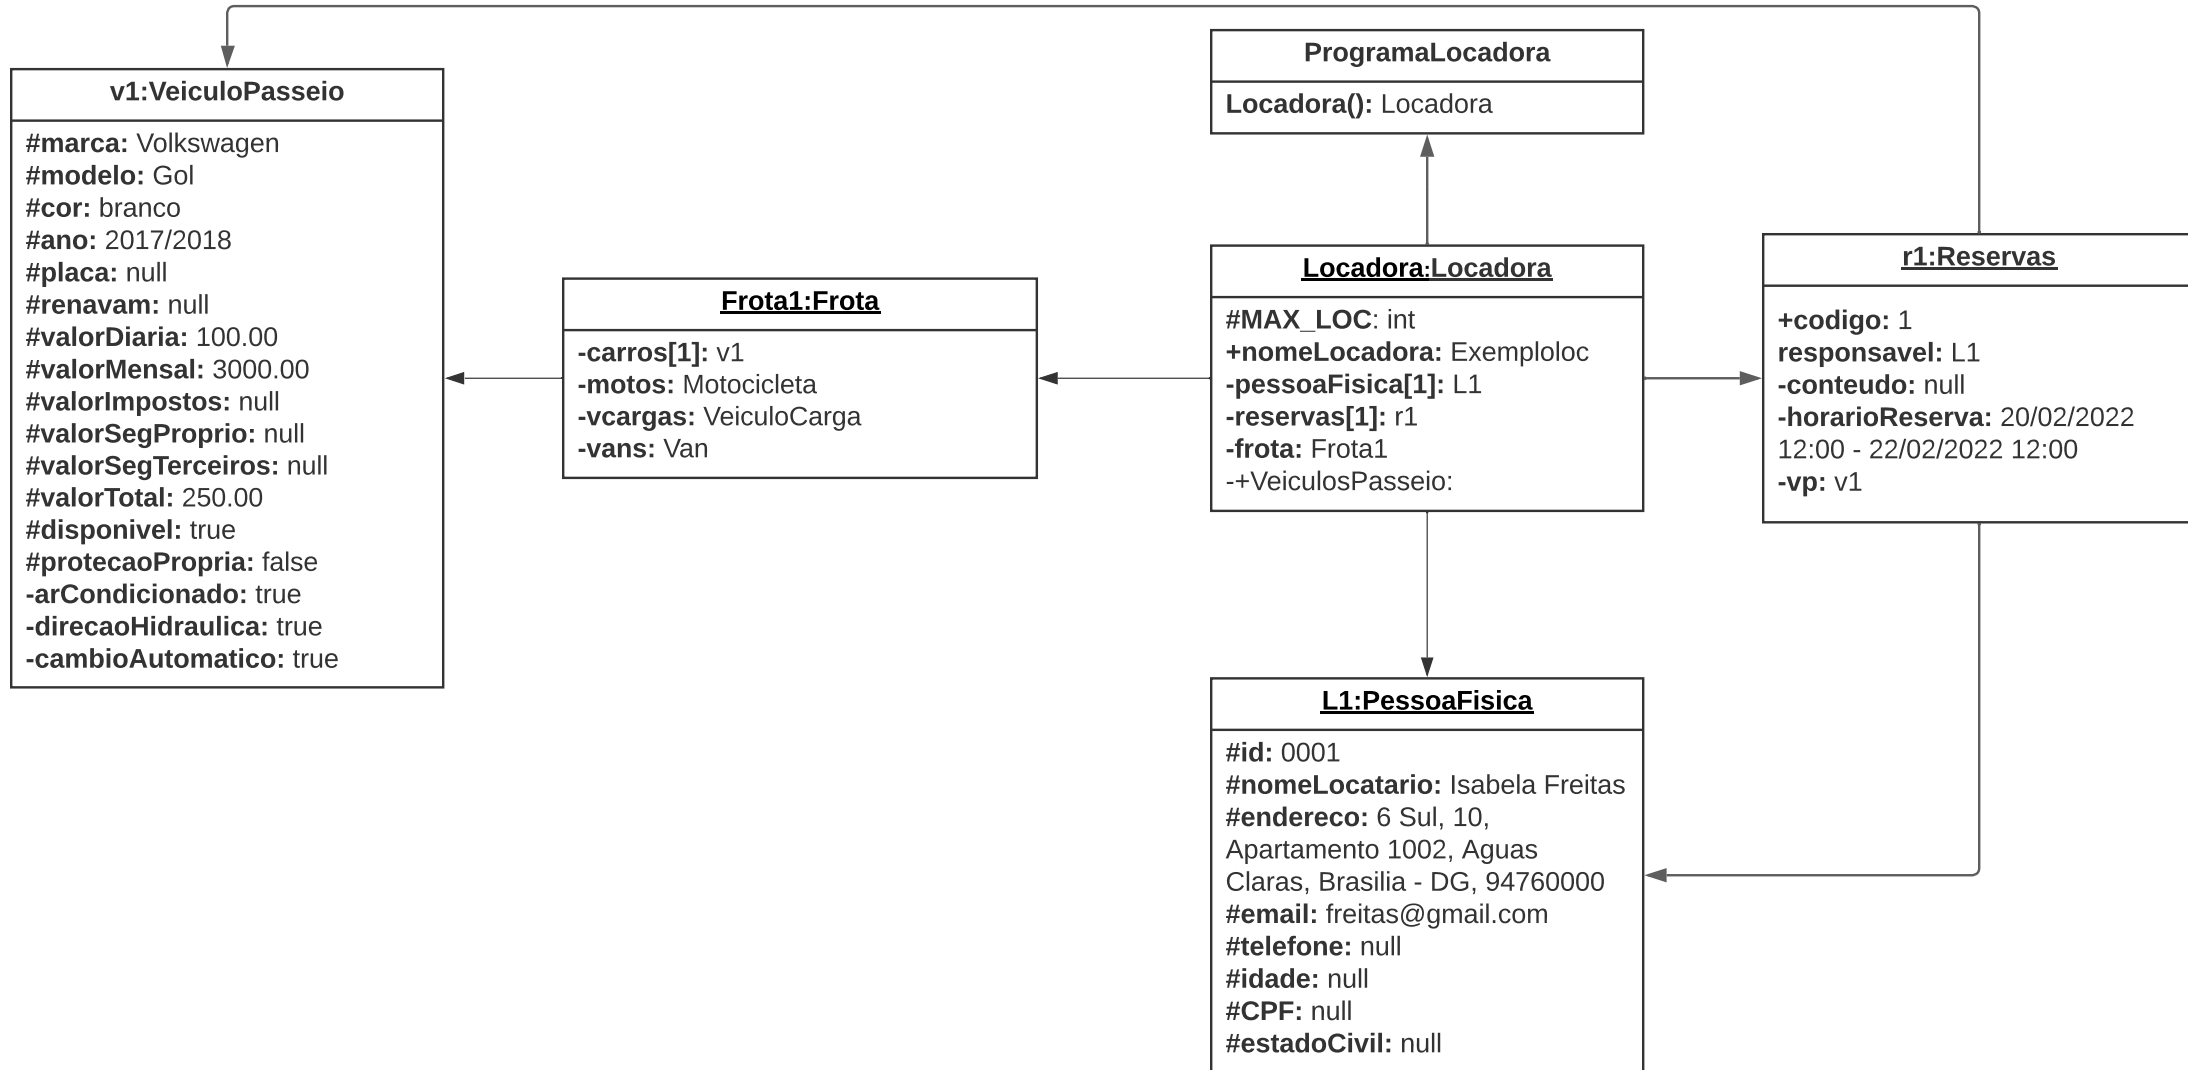 v1:VeiculoPasseio
#marca: Volkswagen
#modelo: Gol
#cor: branco
#ano: 2017/2018
#placa: null
#renavam: null
#valorDiaria: 100.00
#valorMensal: 3000.00
#valorImpostos: null
#valorSegProprio: null
#valorSegTerceiros: null
#valorTotal: 250.00
#disponivel: true
#protecaoPropria: false
-arCondicionado: true
-direcaoHidraulica: true
-cambioAutomatico: true
Frota1:Frota
-carros[1]: v1
-motos: Motocicleta
-vcargas: VeiculoCarga
-vans: Van
ProgramaLocadora
Locadora(): Locadora
Locadora:Locadora
#MAX_LOC: int
+nomeLocadora: Exemploloc
-pessoaFisica[1]: L1
-reservas[1]: r1
-frota: Frota1
-+VeiculosPasseio:
r1:Reservas
+codigo: 1
responsavel: L1
-conteudo: null
-horarioReserva: 20/02/2022
12:00 - 22/02/2022 12:00
-vp: v1
L1:PessoaFisica
#id: 0001
#nomeLocatario: Isabela Freitas
#endereco: 6 Sul, 10,
Apartamento 1002, Aguas
Claras, Brasilia - DG, 94760000
#email: freitas@gmail.com
#telefone: null
#idade: null
#CPF: null
#estadoCivil: null